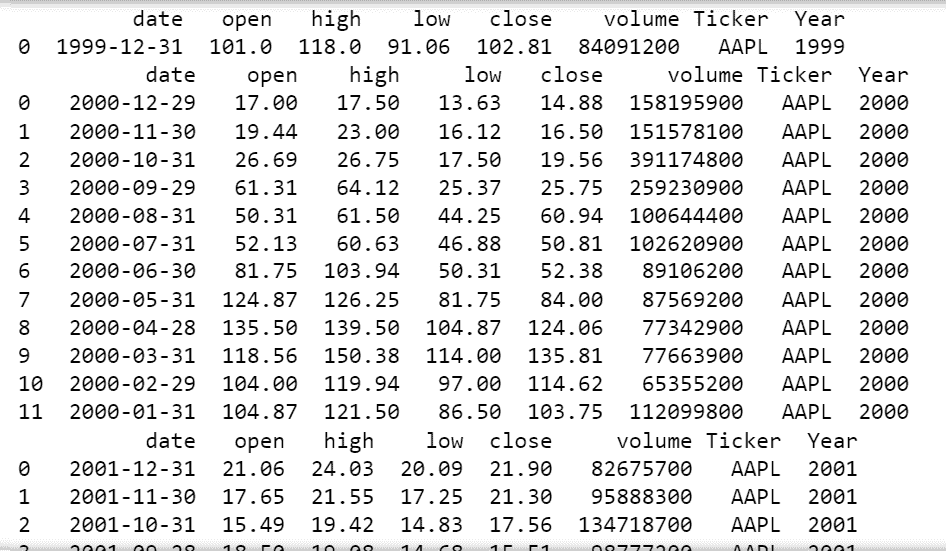 date open high low close volume Ticker Year
0 1999-12-31 101.0 118.0 91.06 102.81 84091200 AAPL 1999
date open high low close volume Ticker Year
0 2000-12-29 17.00 17.50 13.63 14.88 158195900 AAPL 2000
1 2000-11-30 19.44 23.00 16.12 16.50 151578100 AAPL 2000
2 2000-10-31 26.69 26.75 17.50 19.56 391174800 AAPL 2000
3 2000-09-29 61.31 64.12 25.37 25.75 259230900 AAPL 2000
4 2000-08-31 50.31 61.50 44.25 60.94 100644400 AAPL 2000
5 2000-07-31 52.13 60.63 46.88 50.81 102620900 AAPL 2000
6 2000-06-30 81.75 103.94 50.31 52.38 89106200 AAPL 2000
7 2000-05-31 124.87 126.25 81.75 84.00 87569200 AAPL 2000
8 2000-04-28 135.50 139.50 104.87 124.06 77342900 AAPL 2000
9 2000-03-31 118.56 150.38 114.00 135.81 77663900 AAPL 2000
10 2000-02-29 104.00 119.94 97.00 114.62 65355200 AAPL 2000
11 2000-01-31 104.87 121.50 86.50 103.75 112099800 AAPL 2000
date open high low close volume Ticker Year
0 2001-12-31 21.06 24.03 20.09 21.90 82675700 AAPL 2001
1 2001-11-30 17.65 21.55 17.25 21.30 95888300 AAPL 2001
2 2001-10-31 15.49 19.42 14.83 17.56 134718700 AAPL 2001